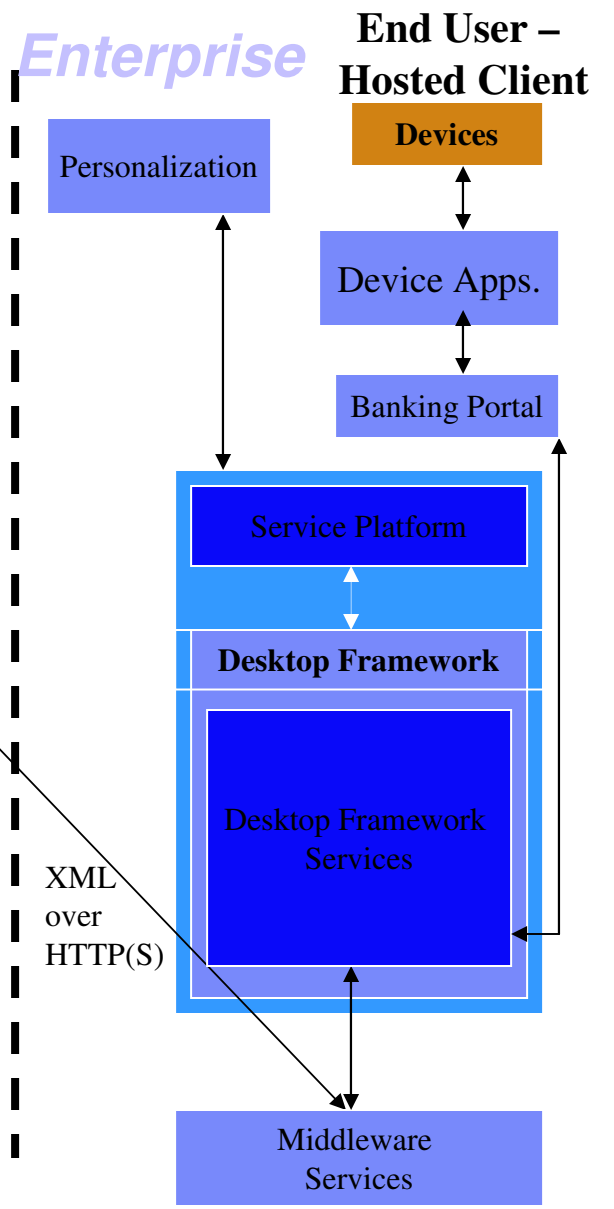 Enterprise
End User –
Hosted Client
Personalization
Devices
Device Apps.
Banking Portal
Service Platform
Desktop Framework
Desktop Framework
Services
XML
over
HTTP(S)
Middleware
Services